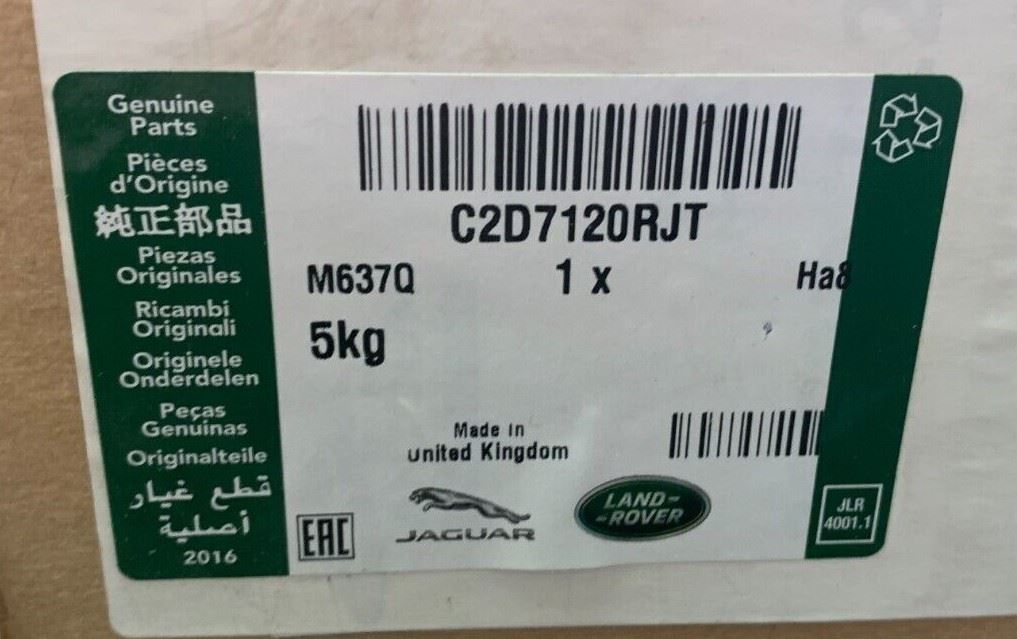 Genuine
Parts
Pièces
d'Origine
純正部品
Piezas
Originales
Ricambi
Originali
Originele
Onderdelen
Peças
Genuínas
Originalteile
قطع غيار
أصلية
2016
C2D7120RJT
M637Q 1 x Ha8
5kg
Made in
United Kingdom
EAC
JAGUAR
LAND-
-ROVER
JLR
4001.1